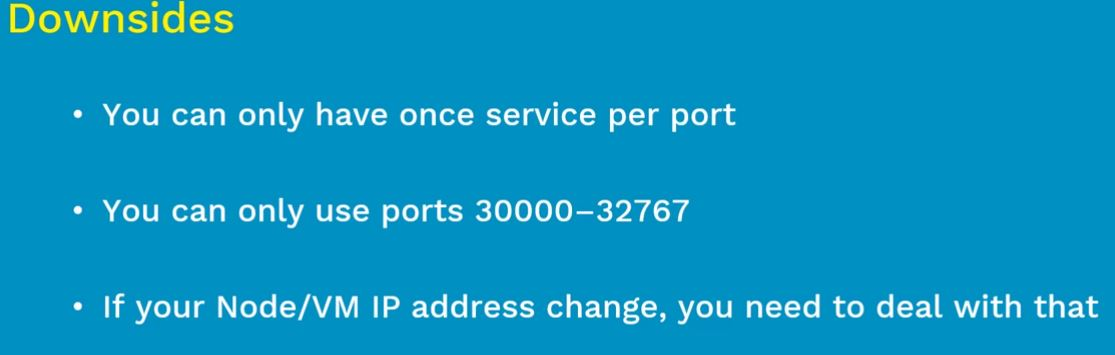 Downsides
• You can only have once service per port
• You can only use ports 30000–32767
• If your Node/VM IP address change, you need to deal with that